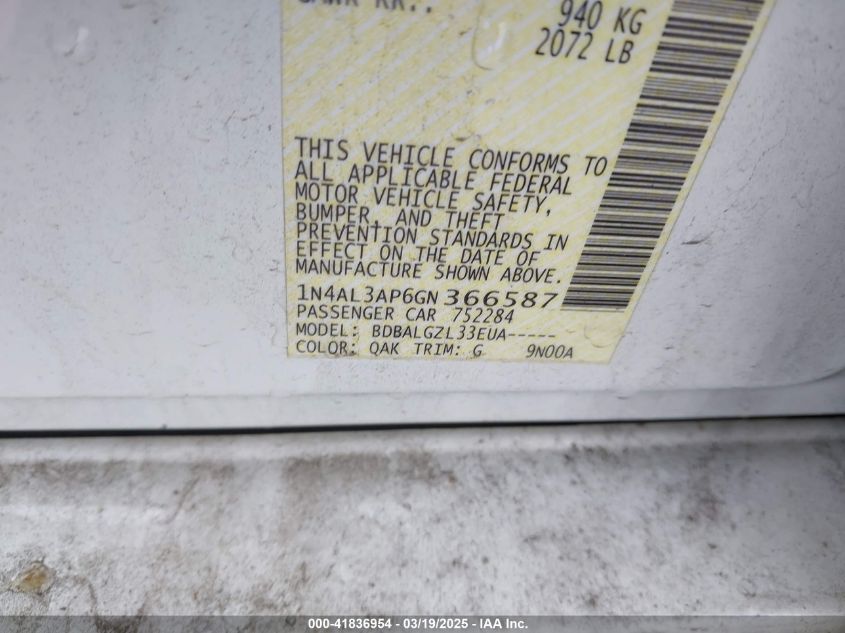 GAWR RR.:
940 KG
2072 LB
THIS VEHICLE CONFORMS TO
ALL APPLICABLE FEDERAL
MOTOR VEHICLE SAFETY,
BUMPER, AND THEFT
PREVENTION STANDARDS IN
EFFECT ON THE DATE OF
MANUFACTURE SHOWN ABOVE.
1N4AL3AP6GN366587
PASSENGER CAR 752284
MODEL: BDBALGZL33EUA-----
COLOR: QAK TRIM: G 9N00A
000-41836954 - 03/19/2025 - IAA Inc.